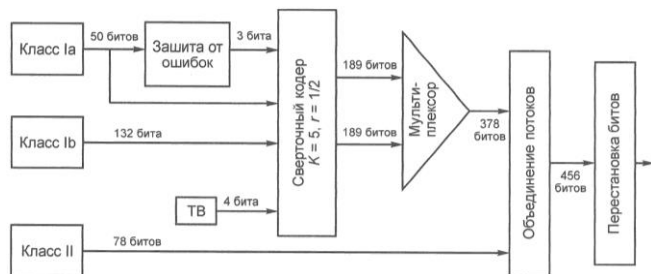 Класс Ia
50 битов
Зашита от
ошибок
3 бита
Класс Ib
132 бита
ТВ
4 бита
Класс II
78 битов
Сверточный кодер
K = 5, r = 1/2
189 битов
189 битов
Мульти-
плексор
378
битов
Объединение потоков
456
битов
Перестановка битов